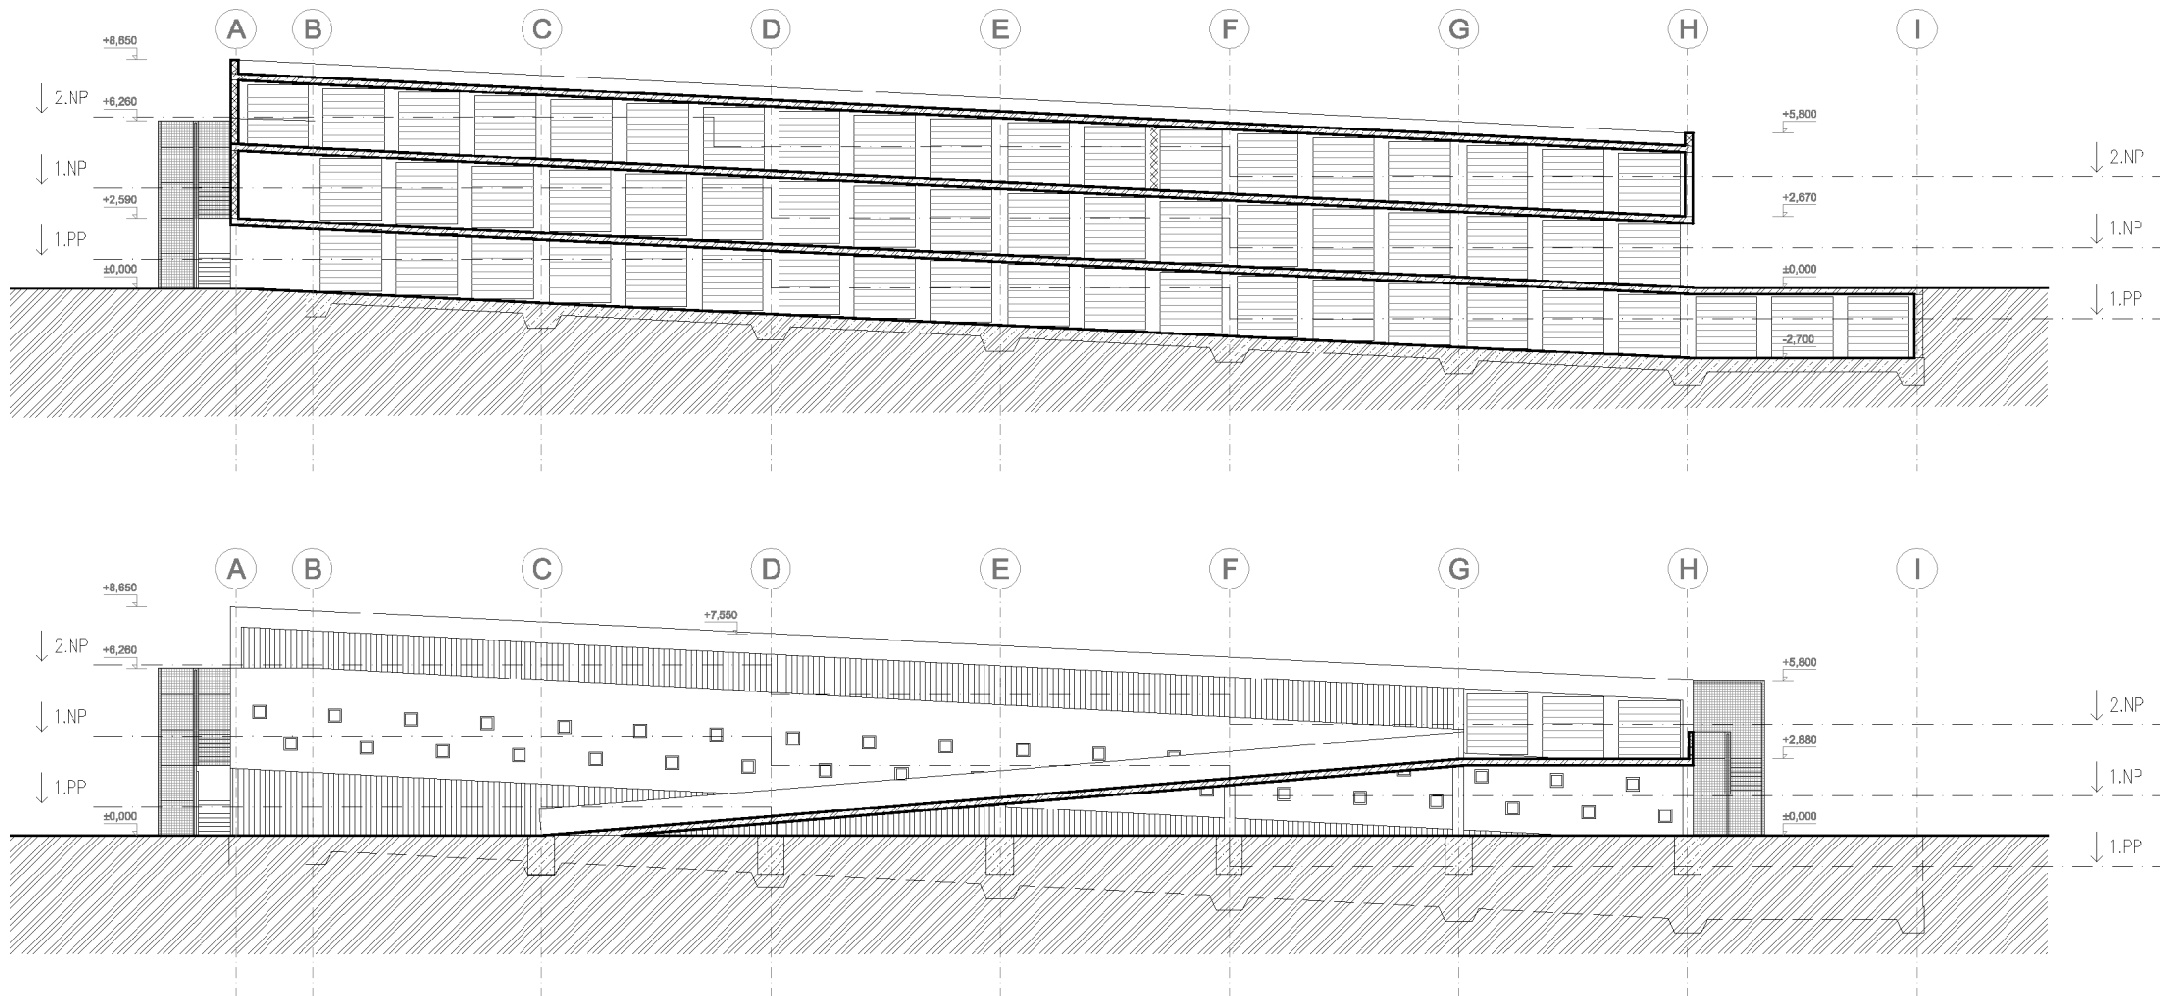 A B C D E F G H I
+8,650
2.NP
+6,260
+5,800
1.NP
2.NP
+2,590
+2,670
1.PP
1.NP
±0,000
±0,000
1.PP
-2,700
A B C D E F G H I
+8,650
+7,550
2.NP
+6,260
+5,800
1.NP
2.NP
+2,880
1.PP
1.NP
±0,000
±0,000
1.PP